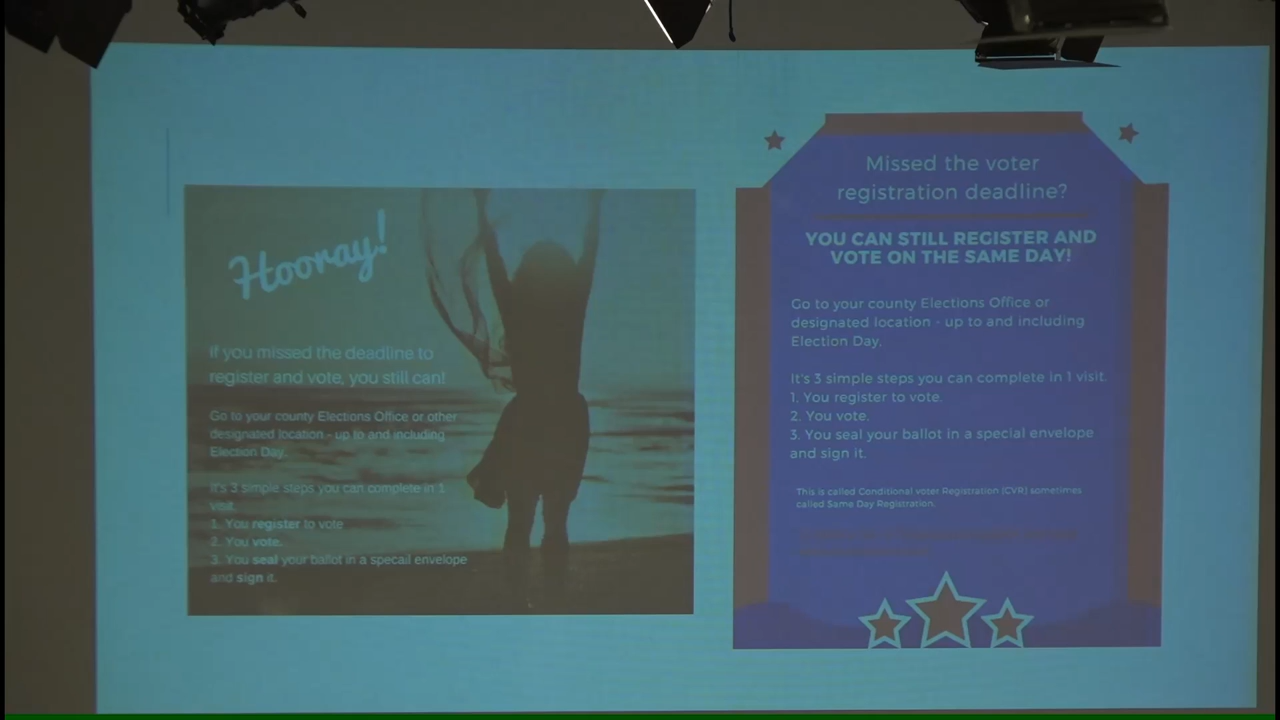 Hooray!
If you missed the deadline to
register and vote, you still can!
Go to your county Elections Office or other
designated location - up to and including
Election Day.
It's 3 simple steps you can complete in 1
visit.
1. You register to vote
2. You vote.
3. You seal your ballot in a specail envelope
and sign it.
Missed the voter
registration deadline?
YOU CAN STILL REGISTER AND
VOTE ON THE SAME DAY!
Go to your county Elections Office or
designated location - up to and including
Election Day.
It's 3 simple steps you can complete in 1 visit.
1. You register to vote.
2. You vote.
3. You seal your ballot in a special envelope
and sign it.
This is called Conditional voter Registration (CVR) sometimes
called Same Day Registration.